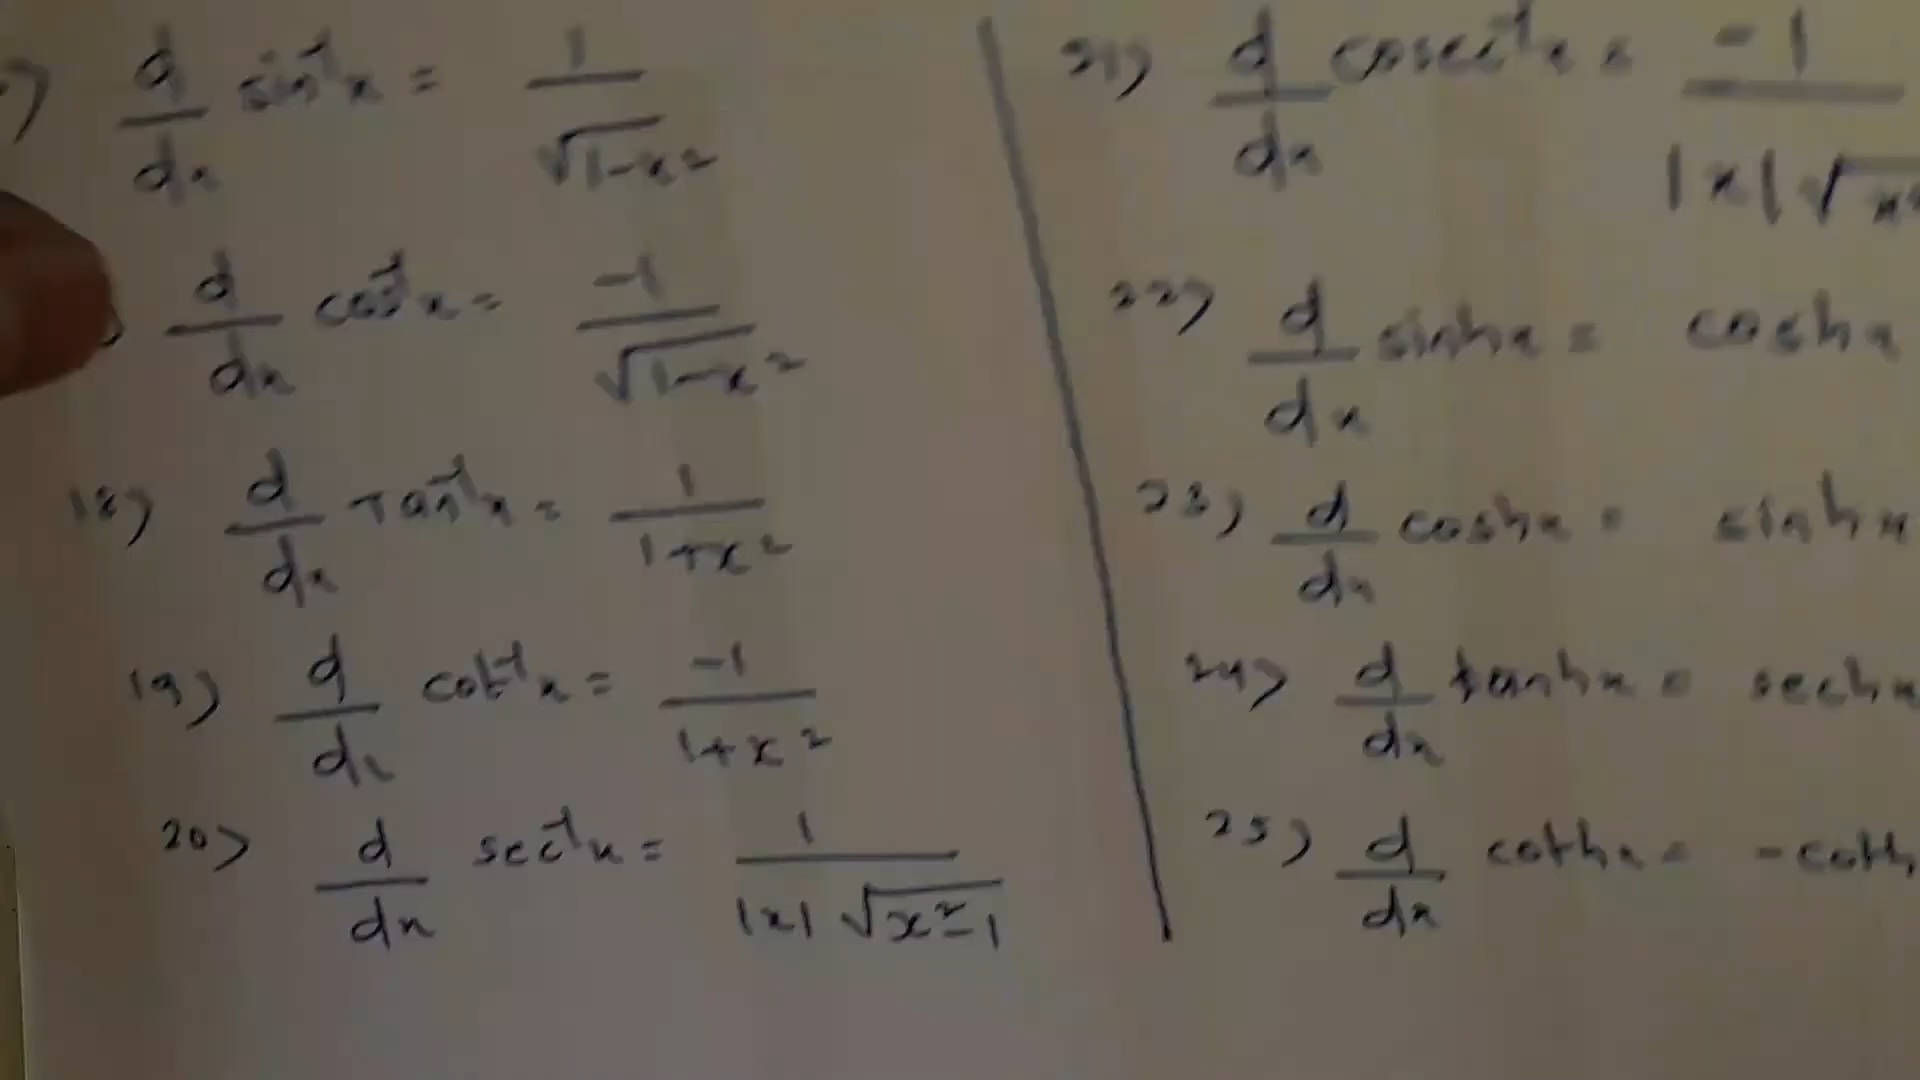 ) d/dx sin⁻¹x = 1/√1-x²
d/dx cos⁻¹x = -1/√1-x²
18) d/dx Tan⁻¹x = 1/1+x²
19) d/dx cot⁻¹x = -1/1+x²
20) d/dx sec⁻¹x = 1/|x|√x²-1
21) d/dx cosec⁻¹x = -1/|x|√x²
22) d/dx sinhx = coshx
23) d/dx coshx = sinhx
24) d/dx tanhx = sechx
25) d/dx cothx = -coth